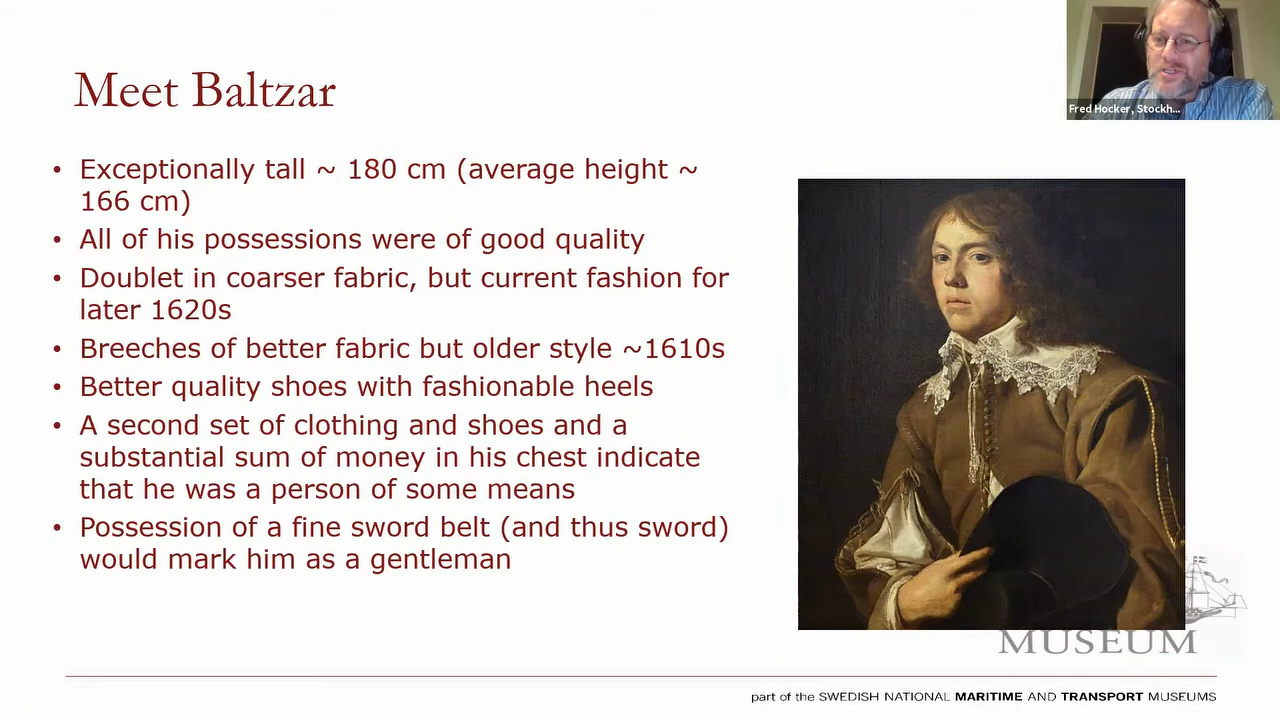 Meet Baltzar
Fred Hocker, Stockh...
• Exceptionally tall ~ 180 cm (average height ~
166 cm)
• All of his possessions were of good quality
• Doublet in coarser fabric, but current fashion for
later 1620s
• Breeches of better fabric but older style ~1610s
• Better quality shoes with fashionable heels
• A second set of clothing and shoes and a
substantial sum of money in his chest indicate
that he was a person of some means
• Possession of a fine sword belt (and thus sword)
would mark him as a gentleman
MUSEUM
part of the SWEDISH NATIONAL MARITIME AND TRANSPORT MUSEUMS